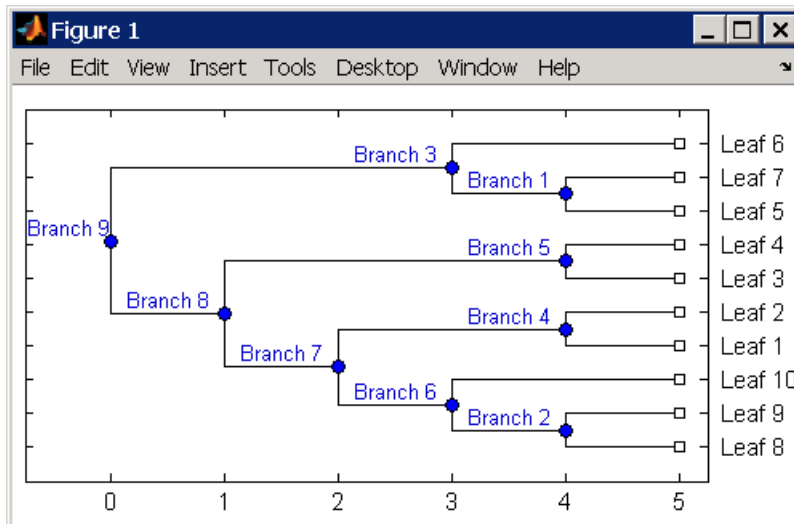 Figure 1
File Edit View Insert Tools Desktop Window Help
Leaf 6
Branch 3
Leaf 7
Branch 1
Leaf 5
Branch 9
Leaf 4
Branch 5
Leaf 3
Branch 8
Leaf 2
Branch 4
Leaf 1
Branch 7
Leaf 10
Branch 6
Leaf 9
Branch 2
Leaf 8
0 1 2 3 4 5